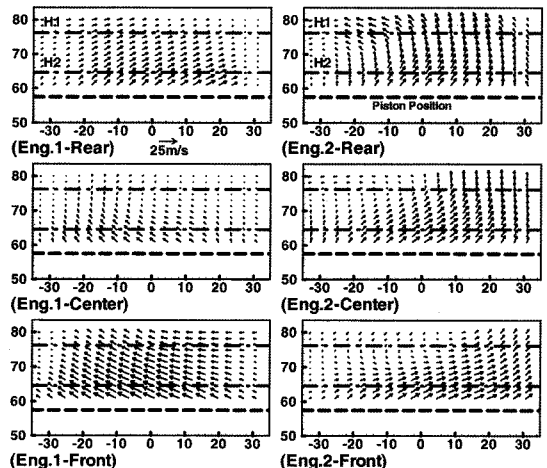 80 H1 80 H1
70 70
H2 H2
60 60
50 Piston Position 50
-30 -20 -10 0 10 20 30 -30 -20 -10 0 10 20 30
(Eng.1-Rear) 25m/s (Eng.2-Rear)
80 80
70 70
60 60
50 50
-30 -20 -10 0 10 20 30 -30 -20 -10 0 10 20 30
(Eng.1-Center) (Eng.2-Center)
80 80
70 70
60 60
50 50
-30 -20 -10 0 10 20 30 -30 -20 -10 0 10 20 30
(Eng.1-Front) (Eng.2-Front)